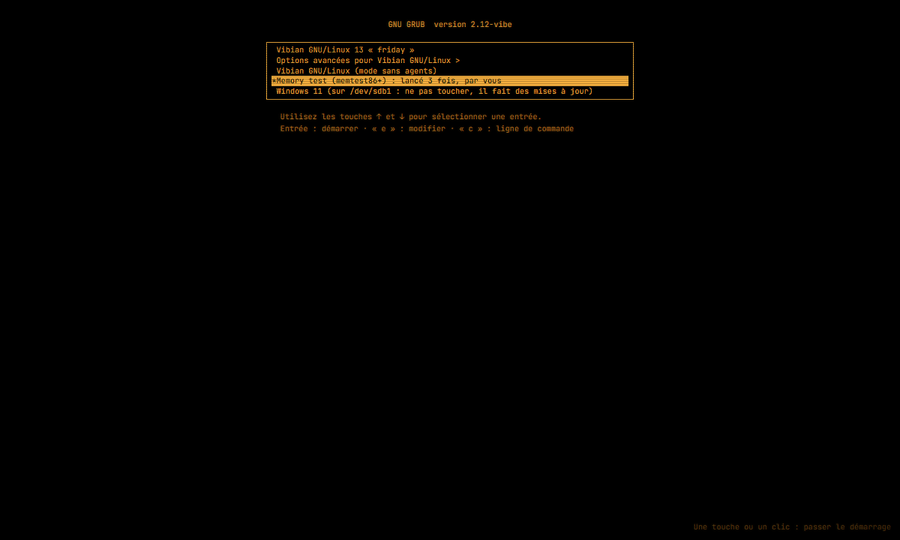 GNU GRUB  version 2.12-vibe
Vibian GNU/Linux 13 « friday »
Options avancées pour Vibian GNU/Linux >
Vibian GNU/Linux (mode sans agents)
*Memory test (memtest86+) : lancé 3 fois, par vous
Windows 11 (sur /dev/sdb1 : ne pas toucher, il fait des mises à jour)
Utilisez les touches ↑ et ↓ pour sélectionner une entrée.
Entrée : démarrer · « e » : modifier · « c » : ligne de commande
Une touche ou un clic : passer le démarrage